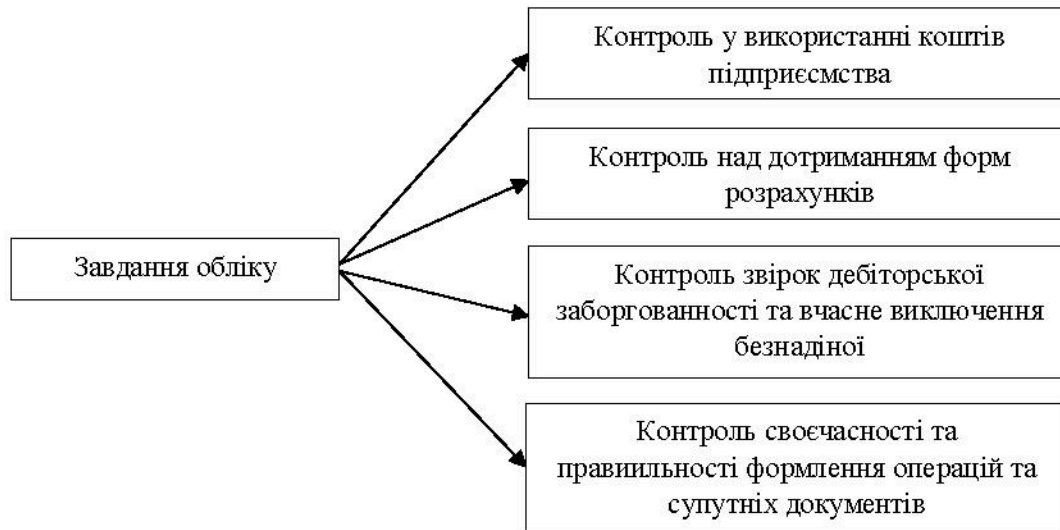 Контроль у використанні коштів
підприємства
Контроль над дотриманням форм
розрахунків
Завдання обліку
Контроль звірок дебіторської
заборгованності та вчасне виключення
безнадіної
Контроль своєчасності та
правиильності формлення операцій та
супутніх документів